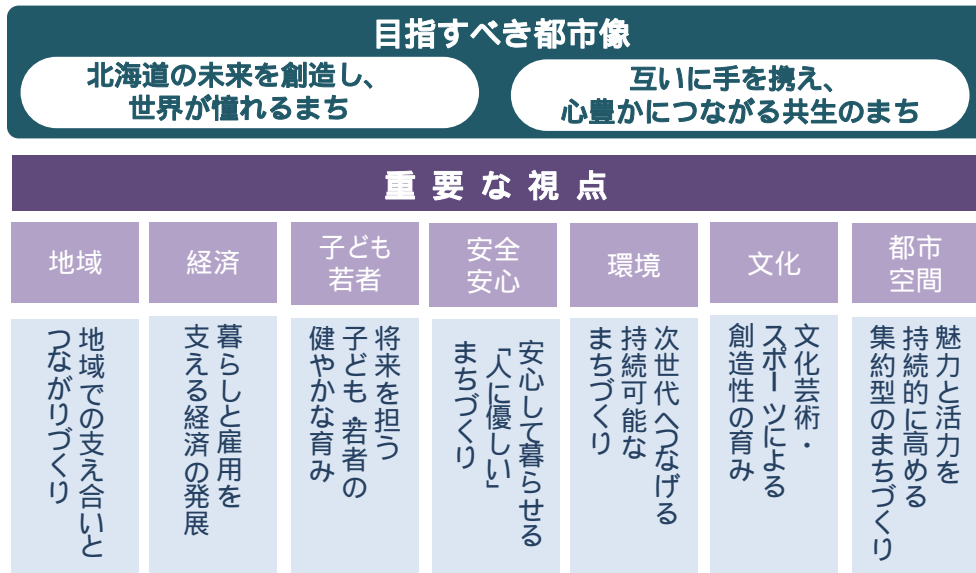 目指すべき都市像
北海道の未来を創造し、
世界が憧れるまち
互いに手を携え、
心豊かにつながる共生のまち
重要な視点
地域
地域での支え合いと
つながりづくり
経済
暮らしと雇用を
支える経済の発展
子ども
若者
将来を担う
子ども・若者の
健やかな育み
安全
安心
安心して暮らせる
「人に優しい」
まちづくり
環境
次世代へつなげる
持続可能な
まちづくり
文化
文化芸術・
スポーツによる
創造性の育み
都市
空間
魅力と活力を
持続的に高める
集約型のまちづくり